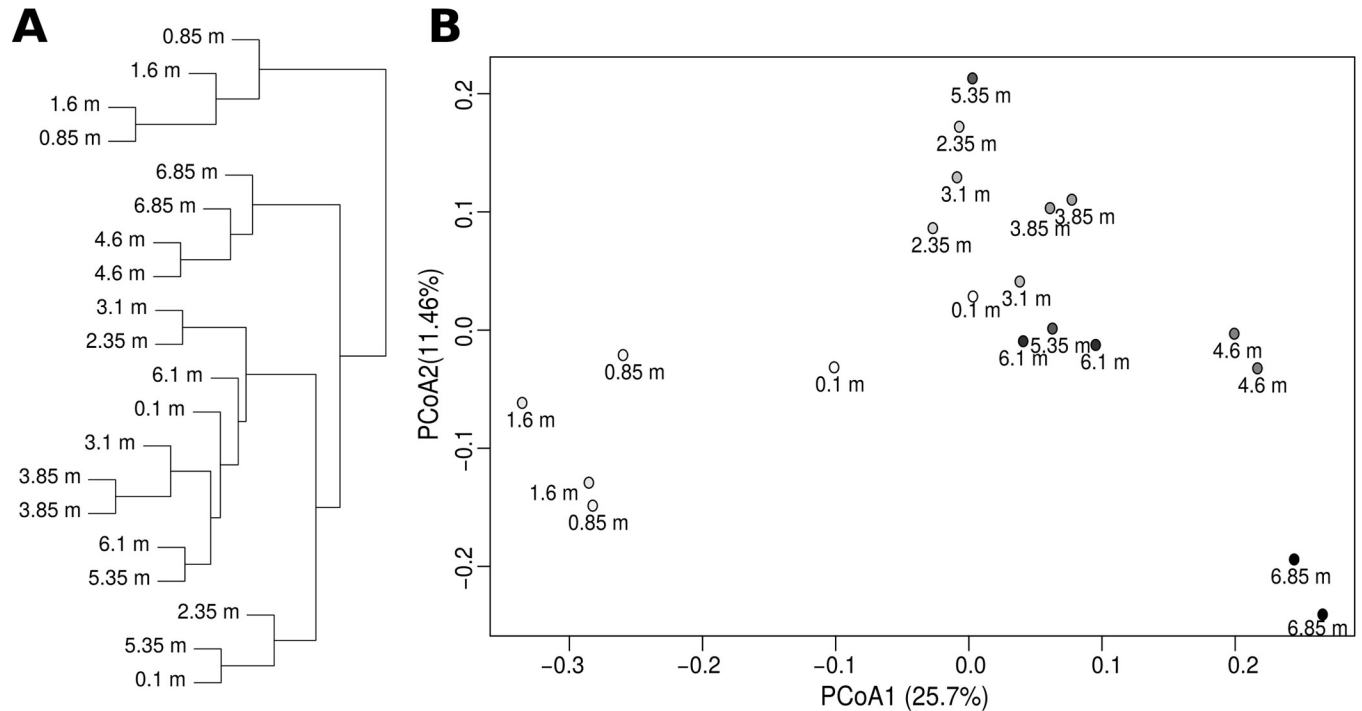 A
0.85 m
1.6 m
1.6 m
0.85 m
6.85 m
6.85 m
4.6 m
4.6 m
3.1 m
2.35 m
6.1 m
0.1 m
3.1 m
3.85 m
3.85 m
6.1 m
5.35 m
2.35 m
5.35 m
0.1 m
B
PCoA2(11.46%)
0.2
0.1
0.0
−0.1
−0.2
5.35 m
2.35 m
3.1 m
3.85 m
3.85 m
2.35 m
0.1 m
3.1 m
6.1 m
5.35 m
6.1 m
4.6 m
4.6 m
0.85 m
0.1 m
1.6 m
1.6 m
0.85 m
6.85 m
6.85 m
−0.3
−0.2
−0.1
0.0
0.1
0.2
PCoA1 (25.7%)